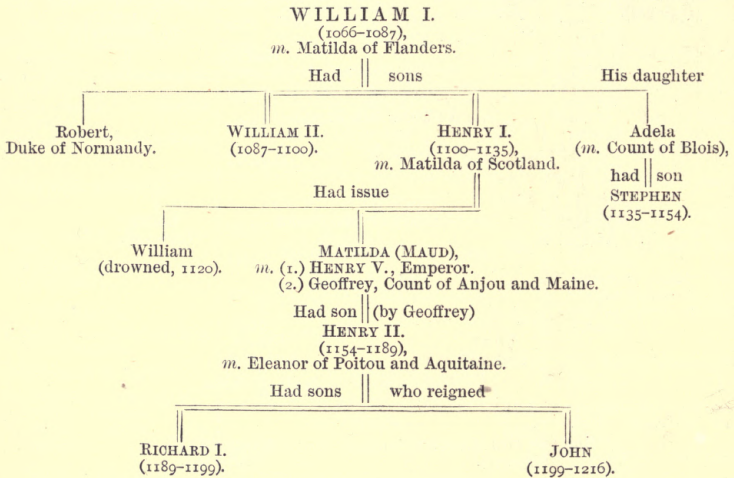 WILLIAM I.
(1066-1087),
m. Matilda of Flanders.
Had sons His daughter
Robert,
Duke of Normandy.
WILLIAM II.
(1087-1100).
HENRY I.
(1100-1135),
m. Matilda of Scotland.
Adela
(m. Count of Blois),
had son
STEPHEN
(1135-1154).
Had issue
William
(drowned, 1120).
MATILDA (MAUD),
m. (1.) HENRY V., Emperor.
(2.) Geoffrey, Count of Anjou and Maine.
Had son (by Geoffrey)
HENRY II.
(1154-1189),
m. Eleanor of Poitou and Aquitaine.
Had sons who reigned
RICHARD I.
(1189-1199).
JOHN
(1199-1216).